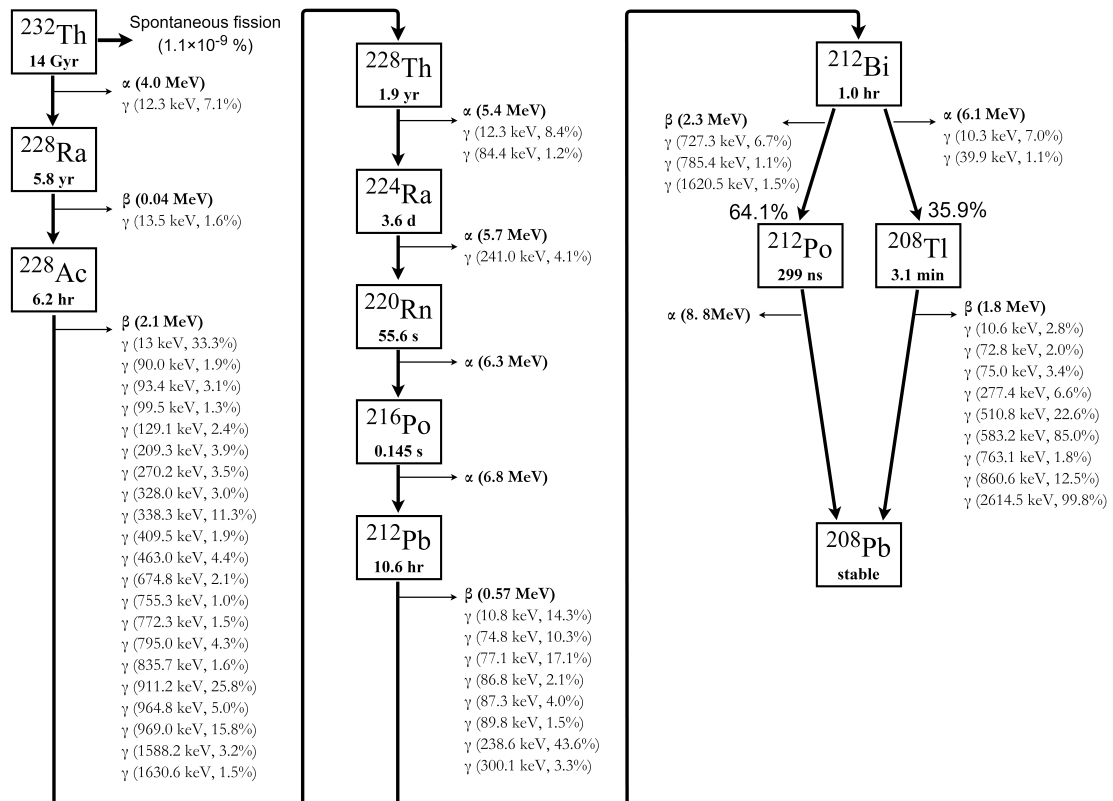 232Th
14 Gyr
Spontaneous fission
(1.1×10-9 %)
α (4.0 MeV)
γ (12.3 keV, 7.1%)
228Ra
5.8 yr
β (0.04 MeV)
γ (13.5 keV, 1.6%)
228Ac
6.2 hr
β (2.1 MeV)
γ (13 keV, 33.3%)
γ (90.0 keV, 1.9%)
γ (93.4 keV, 3.1%)
γ (99.5 keV, 1.3%)
γ (129.1 keV, 2.4%)
γ (209.3 keV, 3.9%)
γ (270.2 keV, 3.5%)
γ (328.0 keV, 3.0%)
γ (338.3 keV, 11.3%)
γ (409.5 keV, 1.9%)
γ (463.0 keV, 4.4%)
γ (674.8 keV, 2.1%)
γ (755.3 keV, 1.0%)
γ (772.3 keV, 1.5%)
γ (795.0 keV, 4.3%)
γ (835.7 keV, 1.6%)
γ (911.2 keV, 25.8%)
γ (964.8 keV, 5.0%)
γ (969.0 keV, 15.8%)
γ (1588.2 keV, 3.2%)
γ (1630.6 keV, 1.5%)
228Th
1.9 yr
α (5.4 MeV)
γ (12.3 keV, 8.4%)
γ (84.4 keV, 1.2%)
224Ra
3.6 d
α (5.7 MeV)
γ (241.0 keV, 4.1%)
220Rn
55.6 s
α (6.3 MeV)
216Po
0.145 s
α (6.8 MeV)
212Pb
10.6 hr
β (0.57 MeV)
γ (10.8 keV, 14.3%)
γ (74.8 keV, 10.3%)
γ (77.1 keV, 17.1%)
γ (86.8 keV, 2.1%)
γ (87.3 keV, 4.0%)
γ (89.8 keV, 1.5%)
γ (238.6 keV, 43.6%)
γ (300.1 keV, 3.3%)
212Bi
1.0 hr
β (2.3 MeV)
γ (727.3 keV, 6.7%)
γ (785.4 keV, 1.1%)
γ (1620.5 keV, 1.5%)
α (6.1 MeV)
γ (10.3 keV, 7.0%)
γ (39.9 keV, 1.1%)
64.1%
35.9%
212Po
299 ns
208Tl
3.1 min
α (8. 8MeV)
β (1.8 MeV)
γ (10.6 keV, 2.8%)
γ (72.8 keV, 2.0%)
γ (75.0 keV, 3.4%)
γ (277.4 keV, 6.6%)
γ (510.8 keV, 22.6%)
γ (583.2 keV, 85.0%)
γ (763.1 keV, 1.8%)
γ (860.6 keV, 12.5%)
γ (2614.5 keV, 99.8%)
208Pb
stable